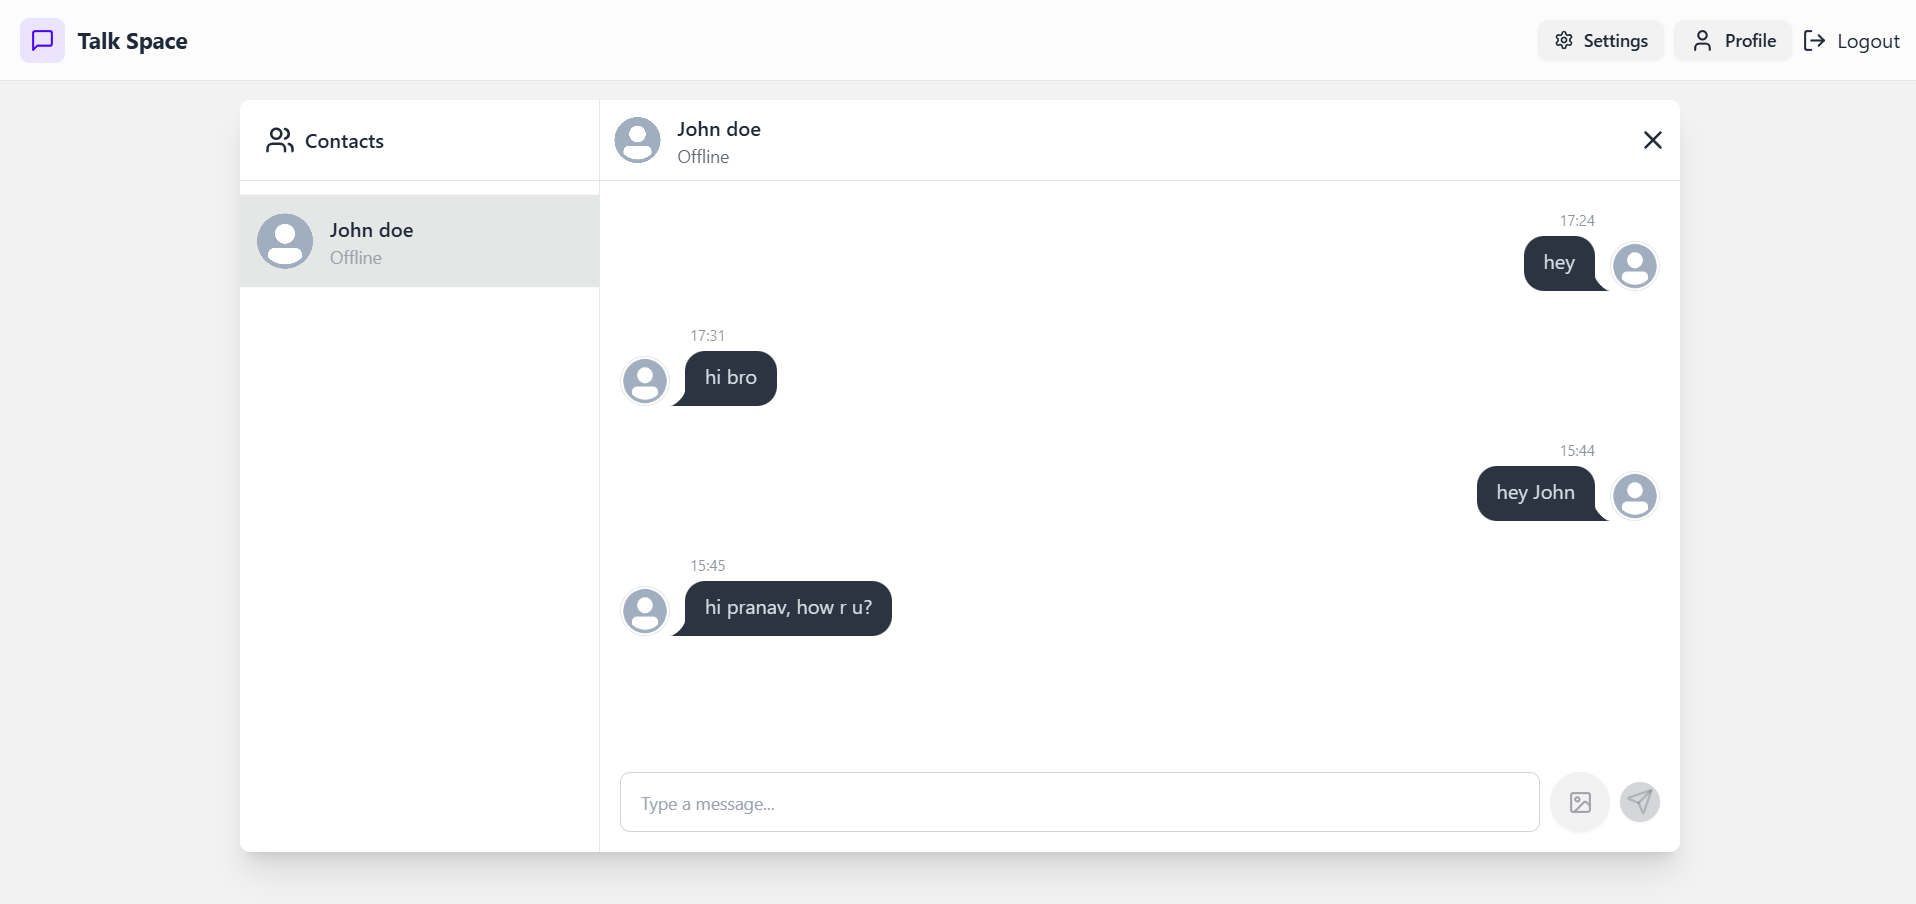 Talk Space
Settings
Profile
Logout
Contacts
John doe
Offline
John doe
Offline
17:24
hey
17:31
hi bro
15:44
hey John
15:45
hi pranav, how r u?
Type a message...